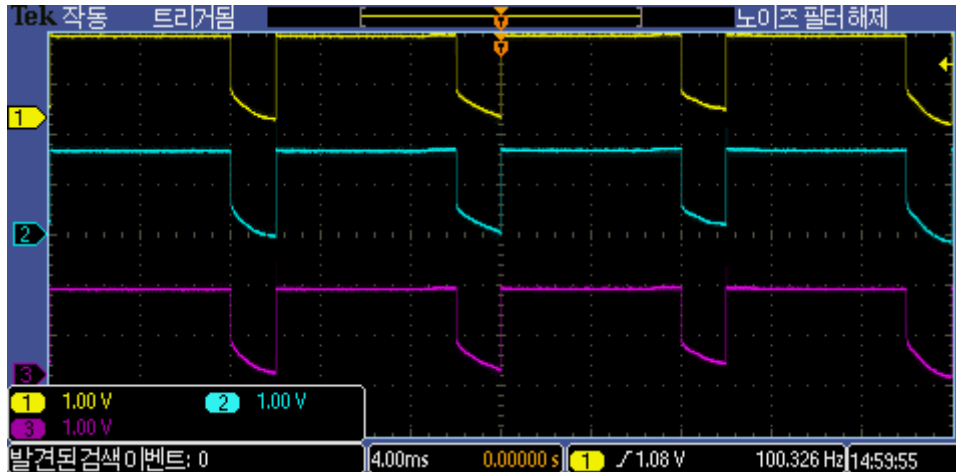 Tek 작동 트리거됨 노이즈 필터 해제
T
T
1
2
3
1 1.00 V 2 1.00 V
3 1.00 V
발견된 검색 이벤트: 0 4.00ms 0.00000 s 1 / 1.08 V 100.326 Hz 14:59:55